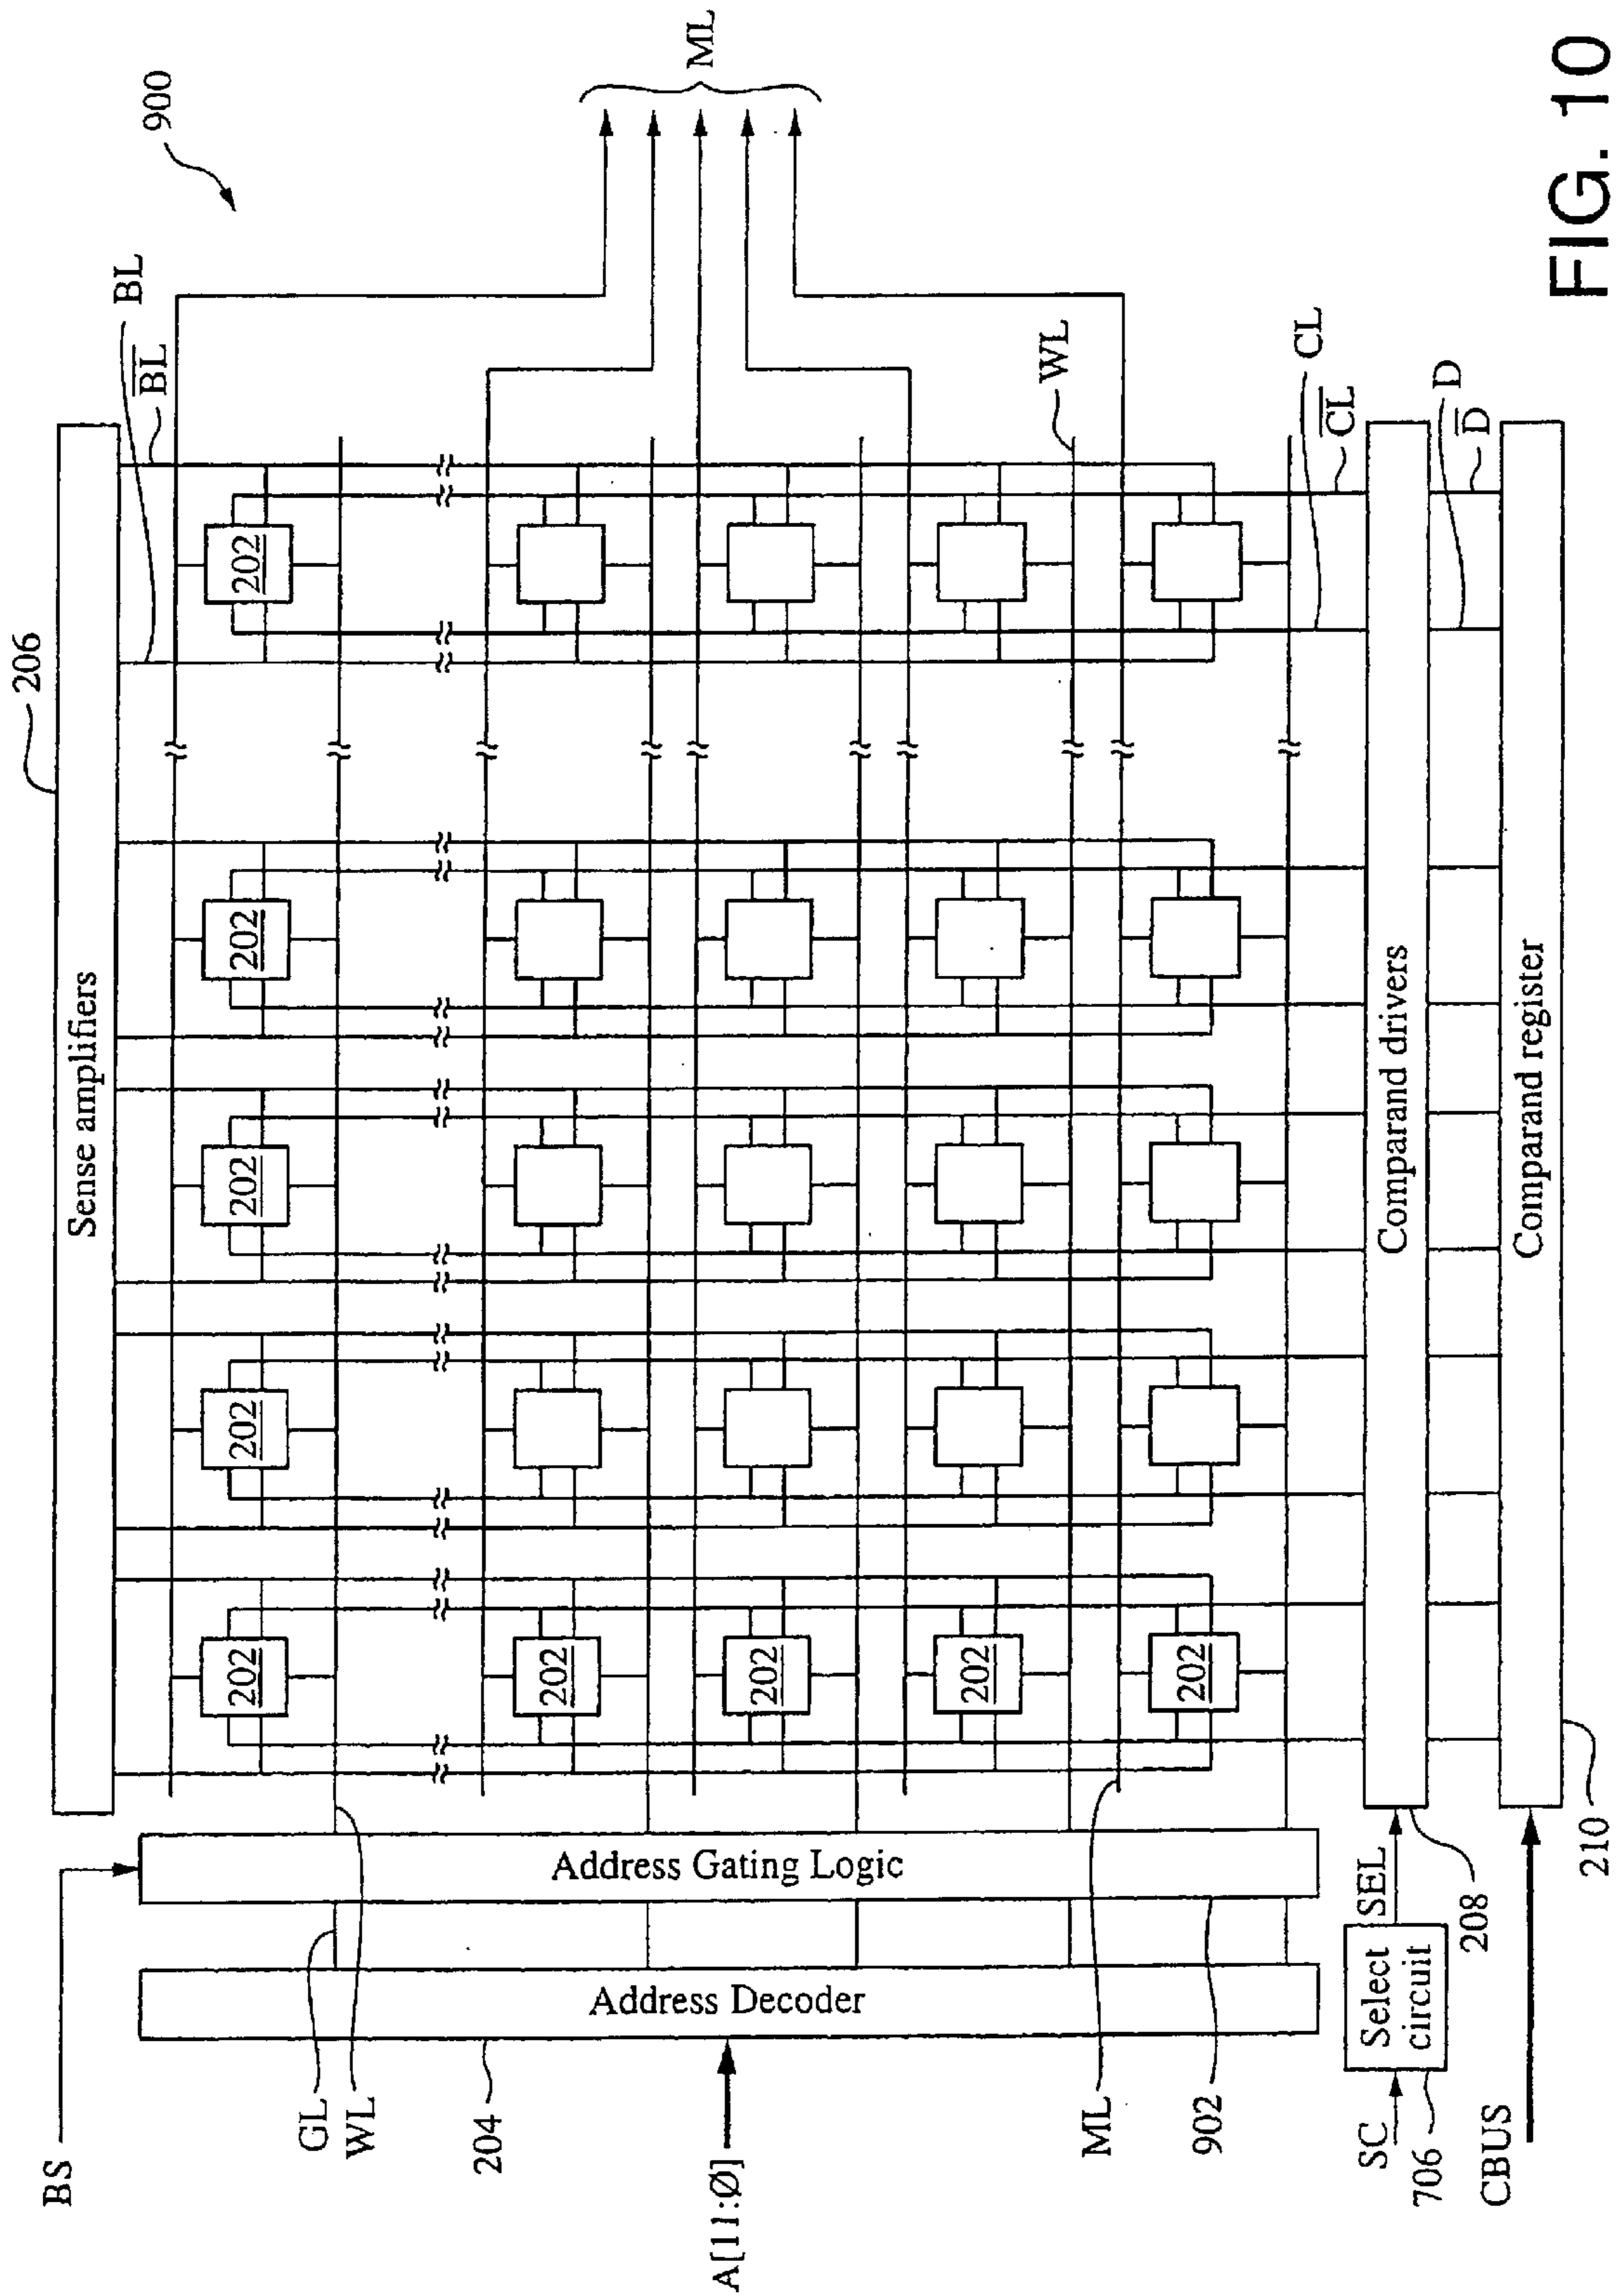 BS
206
Sense amplifiers
BL
B̅L̅
900
ML
GL
WL
204
Address Decoder
Address Gating Logic
A[11:Ø]
202
202
202
202
202
202
202
202
202
WL
ML
902
SC
706
Select circuit
SEL
208
Comparand drivers
C̅L̅
CL
D
D̅
CBUS
210
Comparand register
FIG. 10